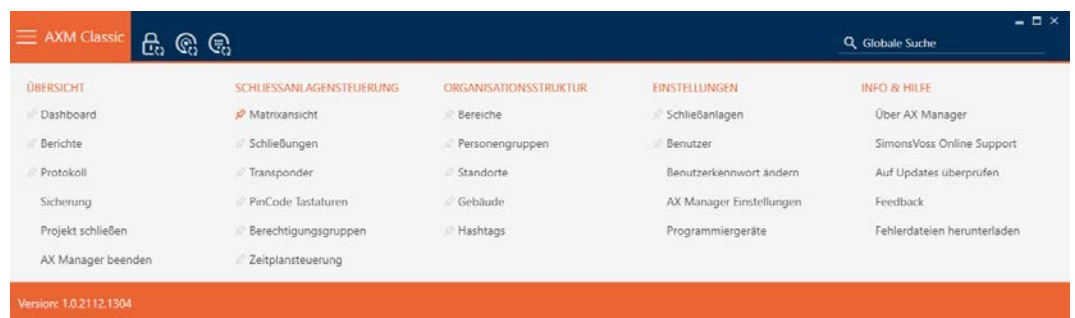 AXM Classic
Globale Suche
ÜBERSICHT
Dashboard
Berichte
Protokoll
Sicherung
Projekt schließen
AX Manager beenden
SCHLIESSANLAGENSTEUERUNG
Matrixansicht
Schließungen
Transponder
PinCode Tastaturen
Berechtigungsgruppen
Zeitplansteuerung
ORGANISATIONSSTRUKTUR
Bereiche
Personengruppen
Standorte
Gebäude
Hashtags
EINSTELLUNGEN
Schließanlagen
Benutzer
Benutzerkennwort ändern
AX Manager Einstellungen
Programmiergeräte
INFO & HILFE
Über AX Manager
SimonsVoss Online Support
Auf Updates überprüfen
Feedback
Fehlerdateien herunterladen
Version: 1.0.2112.1304